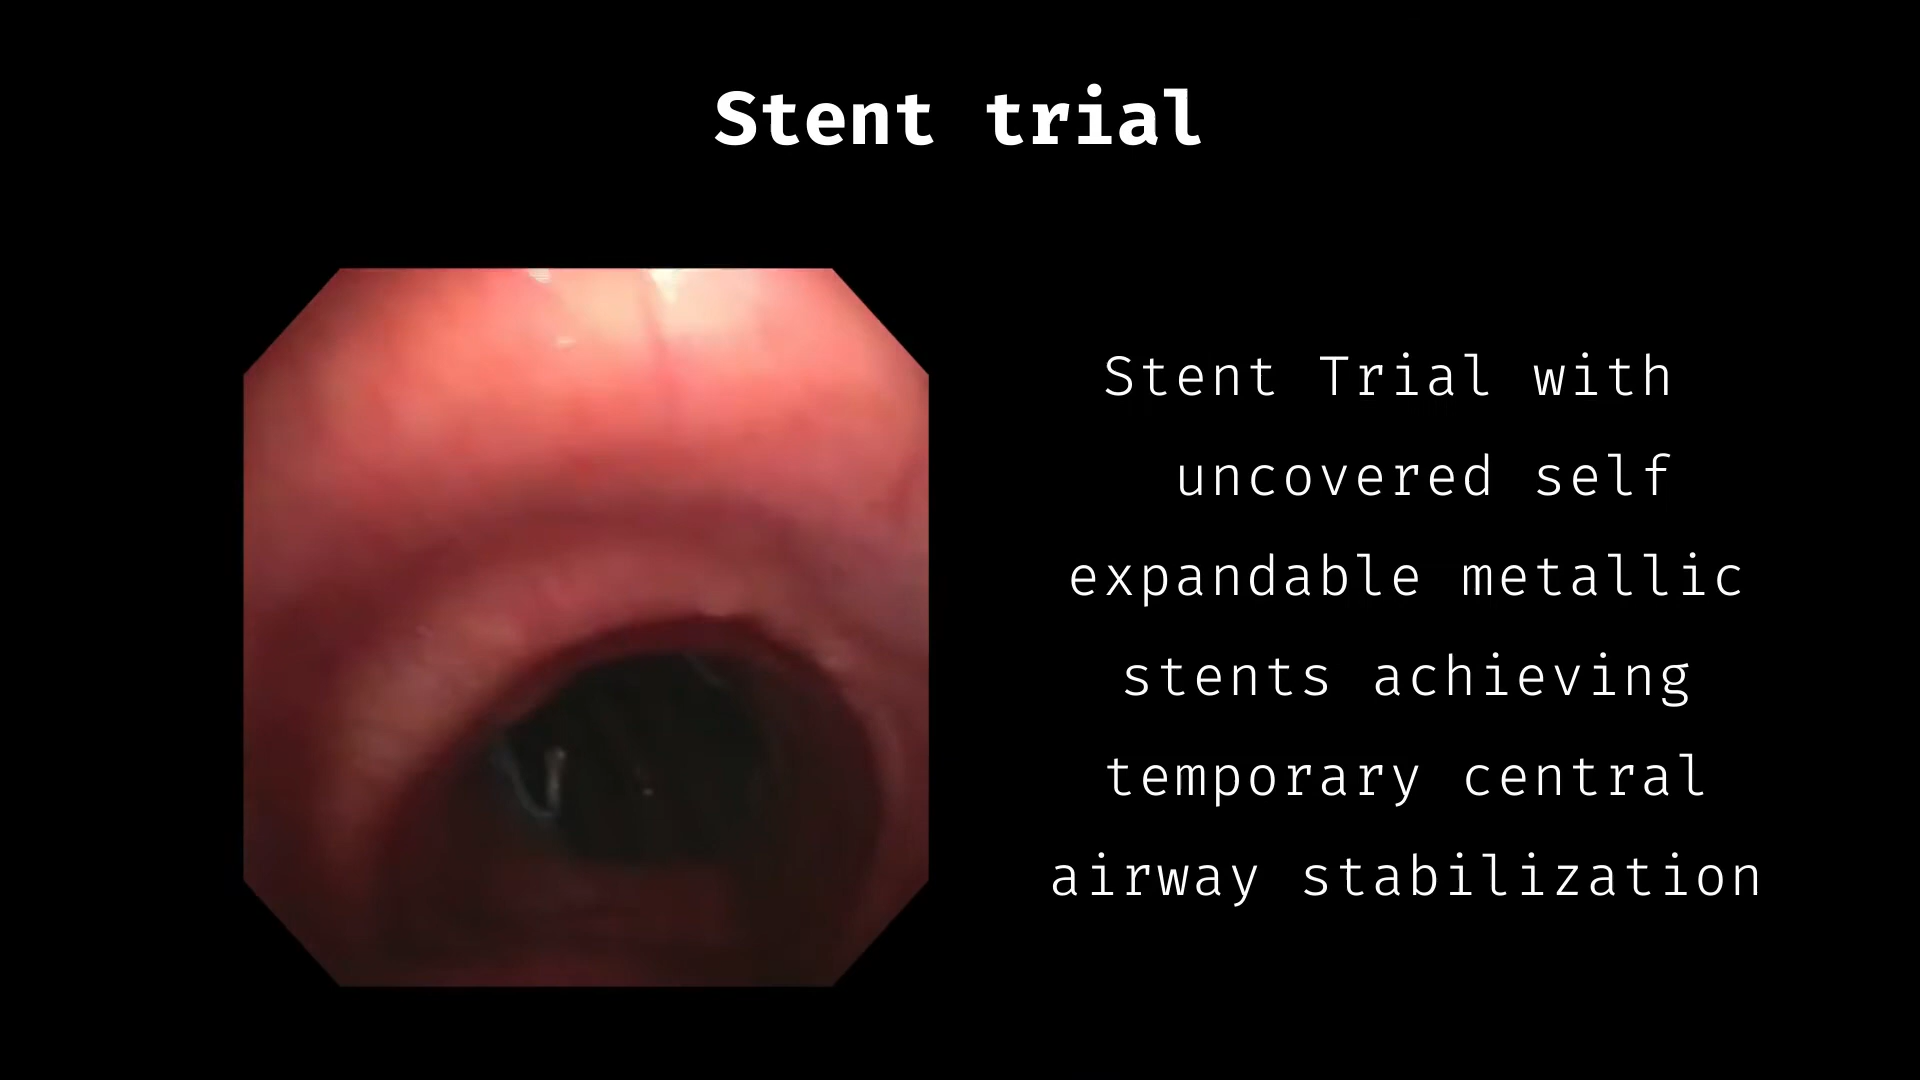 Stent trial
Stent Trial with
uncovered self
expandable metallic
stents achieving
temporary central
airway stabilization